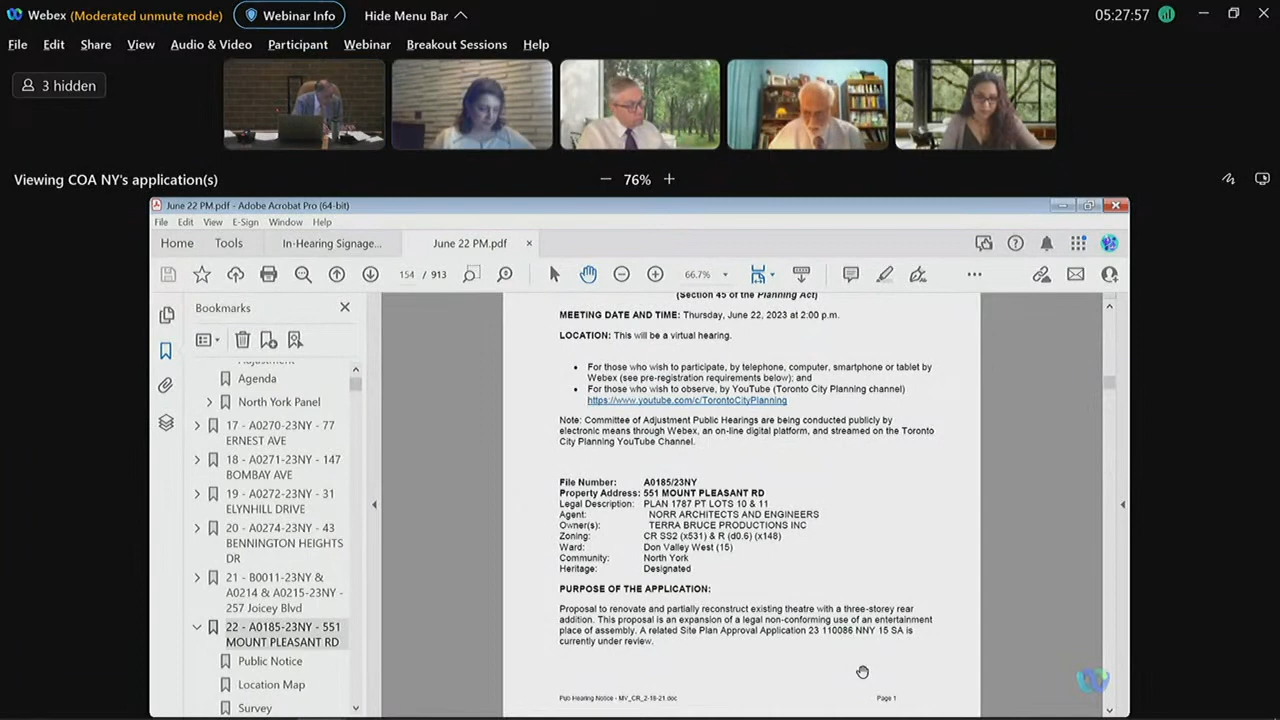 Webex (Moderated unmute mode) Webinar Info Hide Menu Bar 05:27:57
File Edit Share View Audio & Video Participant Webinar Breakout Sessions Help
3 hidden
Viewing COA NY's application(s) 76%
June 22 PM.pdf - Adobe Acrobat Pro (64-bit)
File Edit View E-Sign Window Help
Home Tools In-Hearing Signage... June 22 PM.pdf
154 / 913 66.7%
Bookmarks
Agenda
North York Panel
17 - A0270-23NY - 77
ERNEST AVE
18 - A0271-23NY - 147
BOMBAY AVE
19 - A0272-23NY - 31
ELYNHILL DRIVE
20 - A0274-23NY - 43
BENNINGTON HEIGHTS
DR
21 - B0011-23NY &
A0214 & A0215-23NY -
257 Joicey Blvd
22 - A0185-23NY - 551
MOUNT PLEASANT RD
Public Notice
Location Map
Survey
(Section 45 of the Planning Act)
MEETING DATE AND TIME: Thursday, June 22, 2023 at 2:00 p.m.
LOCATION: This will be a virtual hearing.
• For those who wish to participate, by telephone, computer, smartphone or tablet by
Webex (see pre-registration requirements below); and
• For those who wish to observe, by YouTube (Toronto City Planning channel)
https://www.youtube.com/c/TorontoCityPlanning
Note: Committee of Adjustment Public Hearings are being conducted publicly by
electronic means through Webex, an on-line digital platform, and streamed on the Toronto
City Planning YouTube Channel.
File Number: A0185/23NY
Property Address: 551 MOUNT PLEASANT RD
Legal Description: PLAN 1787 PT LOTS 10 & 11
Agent: NORR ARCHITECTS AND ENGINEERS
Owner(s): TERRA BRUCE PRODUCTIONS INC
Zoning: CR SS2 (x531) & R (d0.6) (x148)
Ward: Don Valley West (15)
Community: North York
Heritage: Designated
PURPOSE OF THE APPLICATION:
Proposal to renovate and partially reconstruct existing theatre with a three-storey rear
addition. This proposal is an expansion of a legal non-conforming use of an entertainment
place of assembly. A related Site Plan Approval Application 23 110086 NNY 15 SA is
currently under review.
Pub Hearing Notice - MV_CR_2-18-21.doc Page 1